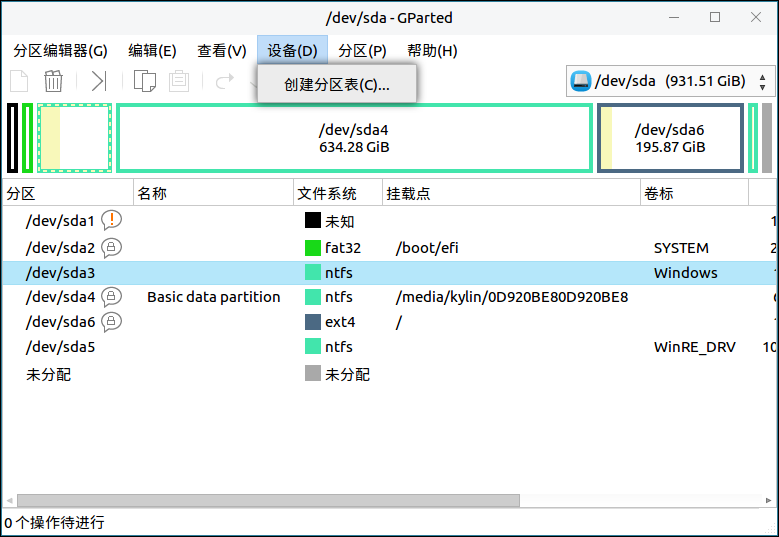 /dev/sda - GParted
分区编辑器(G) 编辑(E) 查看(V) 设备(D) 分区(P) 帮助(H)
创建分区表(C)...
/dev/sda (931.51 GiB)
/dev/sda4
634.28 GiB
/dev/sda6
195.87 GiB
分区 名称 文件系统 挂载点 卷标
/dev/sda1 未知 1
/dev/sda2 fat32 /boot/efi SYSTEM 2
/dev/sda3 ntfs Windows 1
/dev/sda4 Basic data partition ntfs /media/kylin/0D920BE80D920BE8
/dev/sda6 ext4 /
/dev/sda5 ntfs WinRE_DRV 10
未分配 未分配
0 个操作待进行